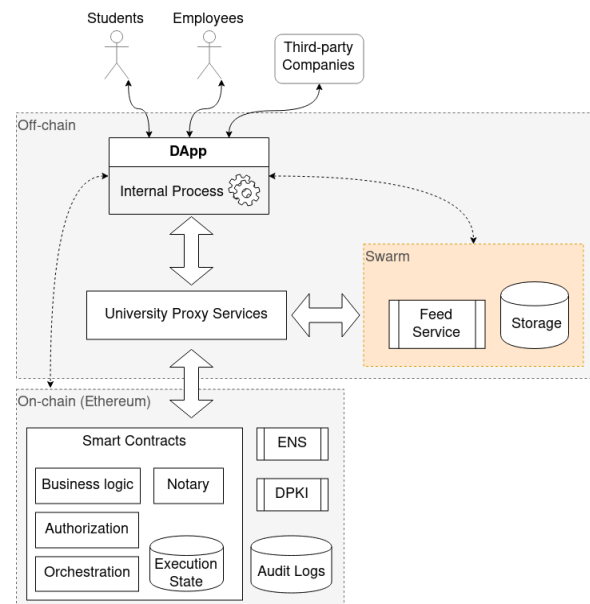 Students
Employees
Third-party
Companies
Off-chain
DApp
Internal Process
Swarm
University Proxy Services
Feed
Service
Storage
On-chain (Ethereum)
Smart Contracts
ENS
Business logic
Notary
DPKI
Authorization
Execution
State
Orchestration
Audit Logs